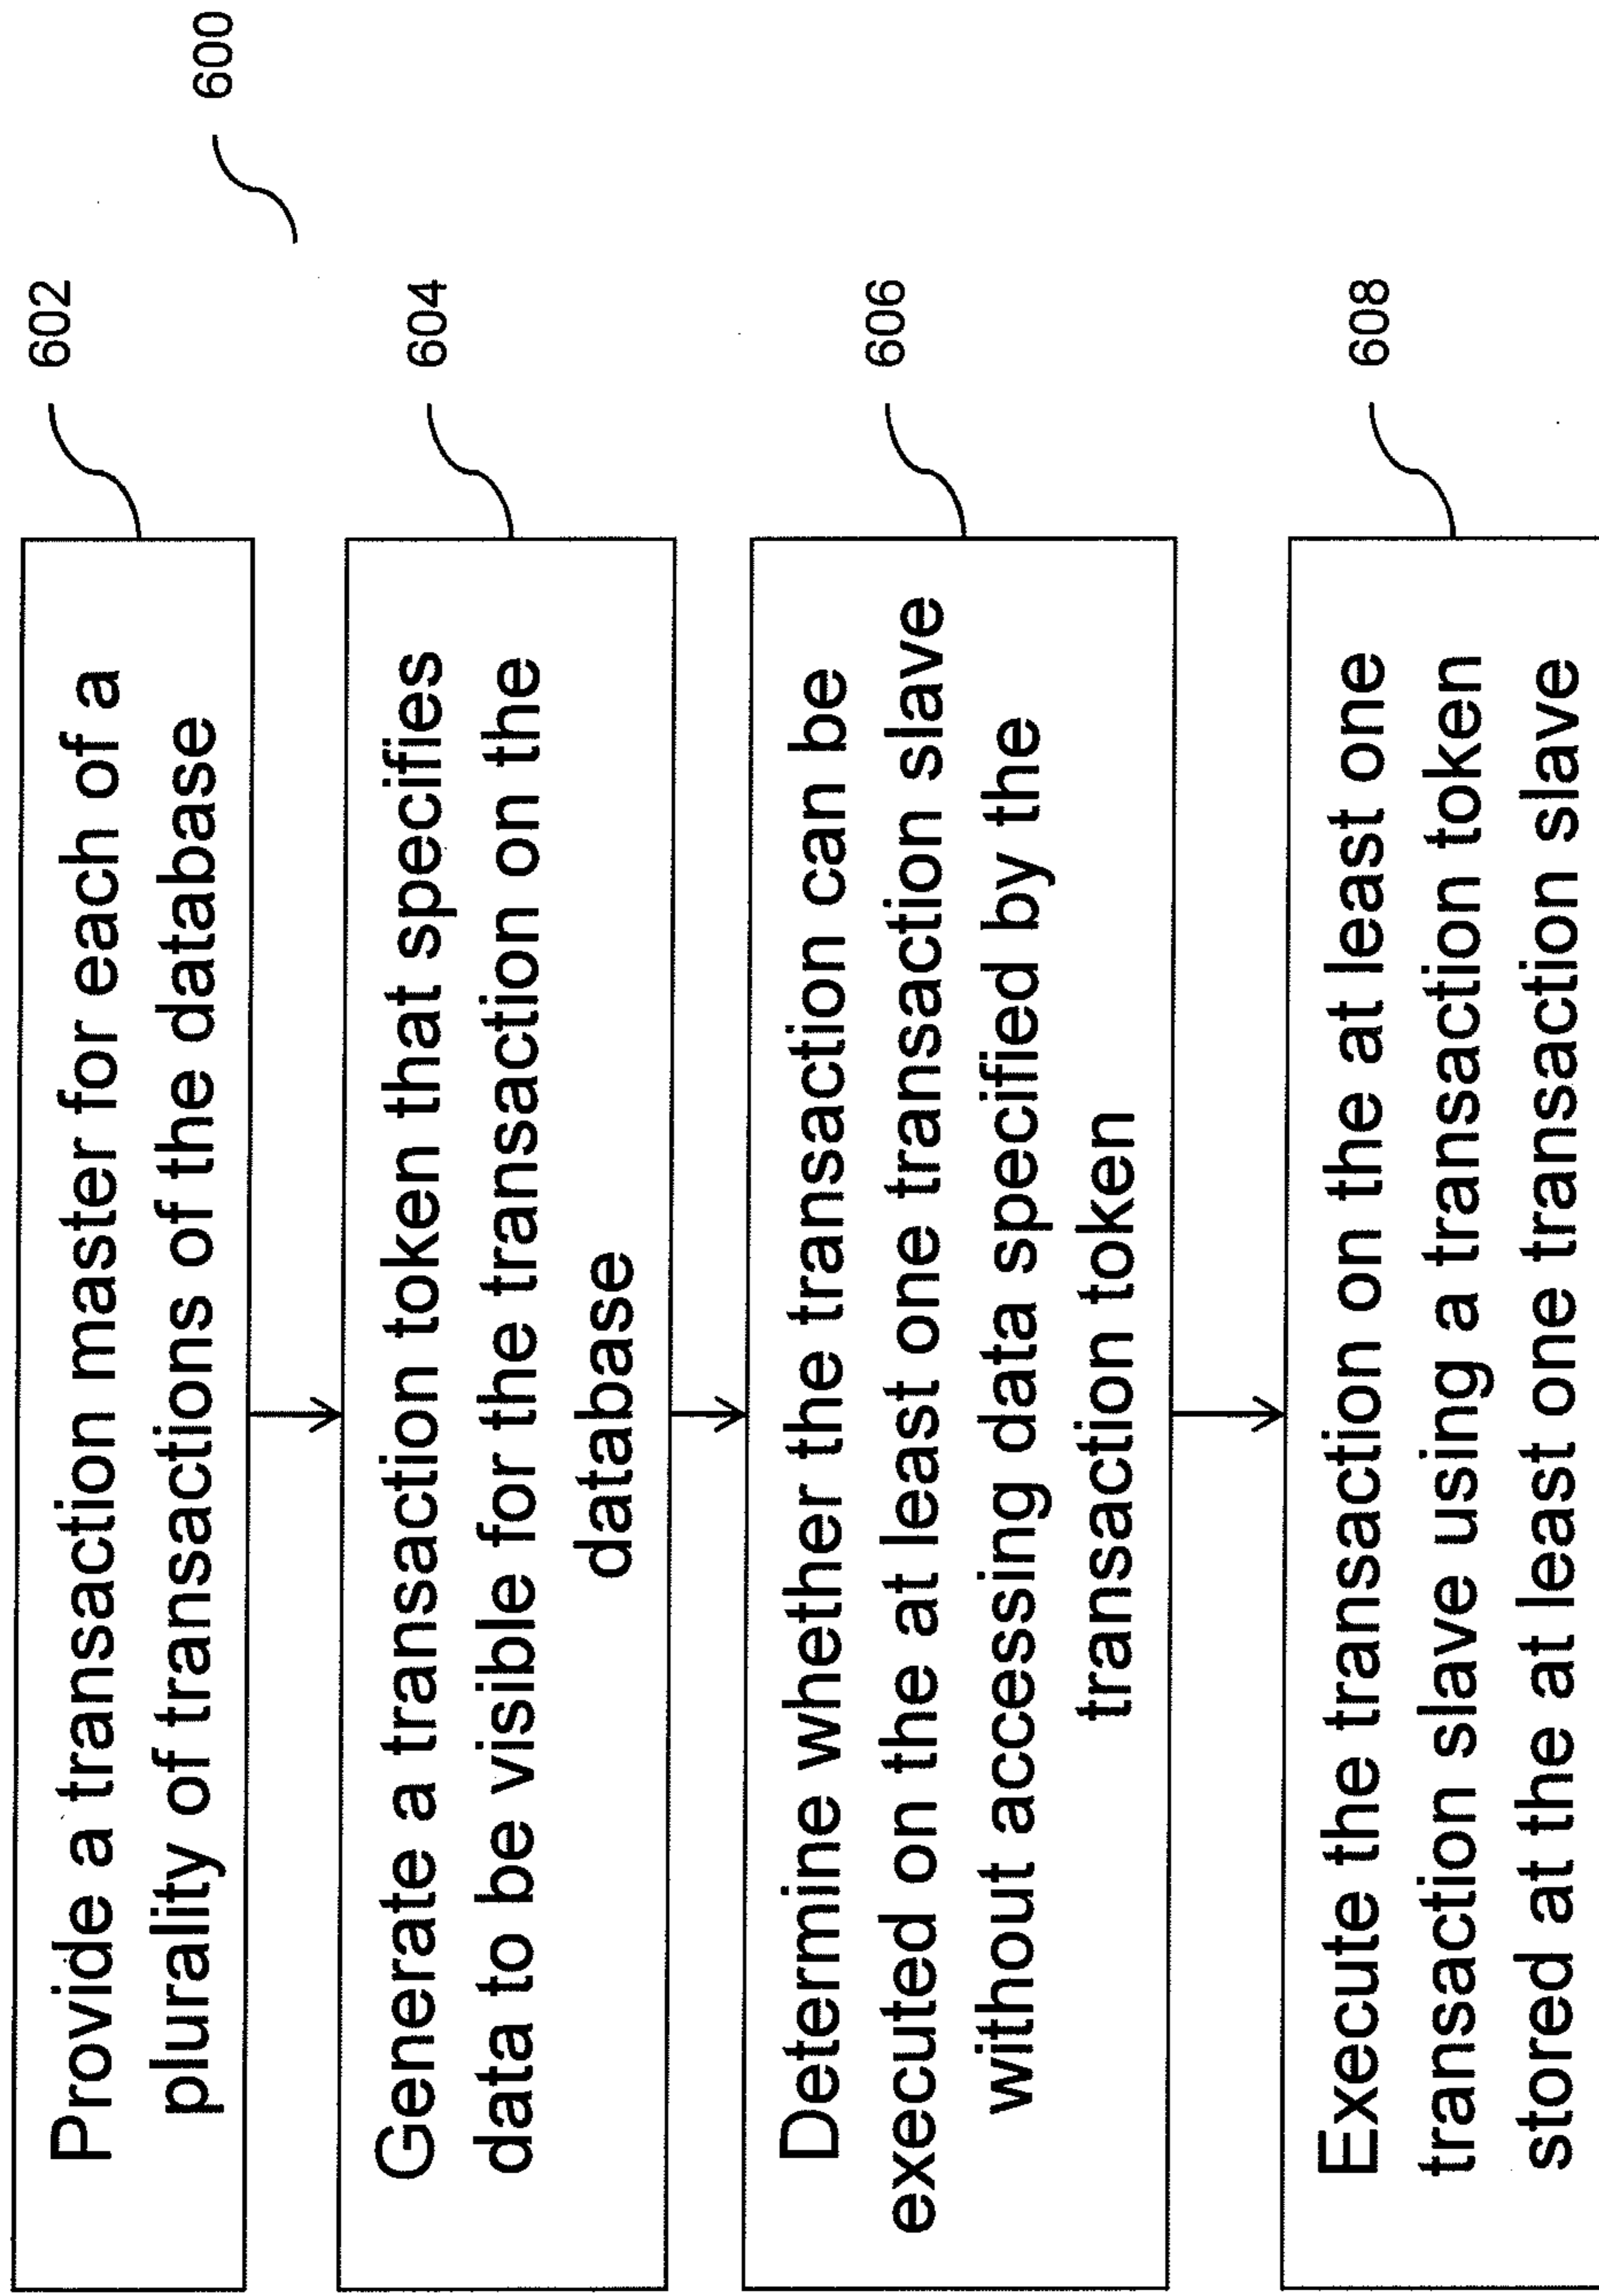 600
602
Provide a transaction master for each of a
plurality of transactions of the database
604
Generate a transaction token that specifies
data to be visible for the transaction on the
database
606
Determine whether the transaction can be
executed on the at least one transaction slave
without accessing data specified by the
transaction token
608
Execute the transaction on the at least one
transaction slave using a transaction token
stored at the at least one transaction slave